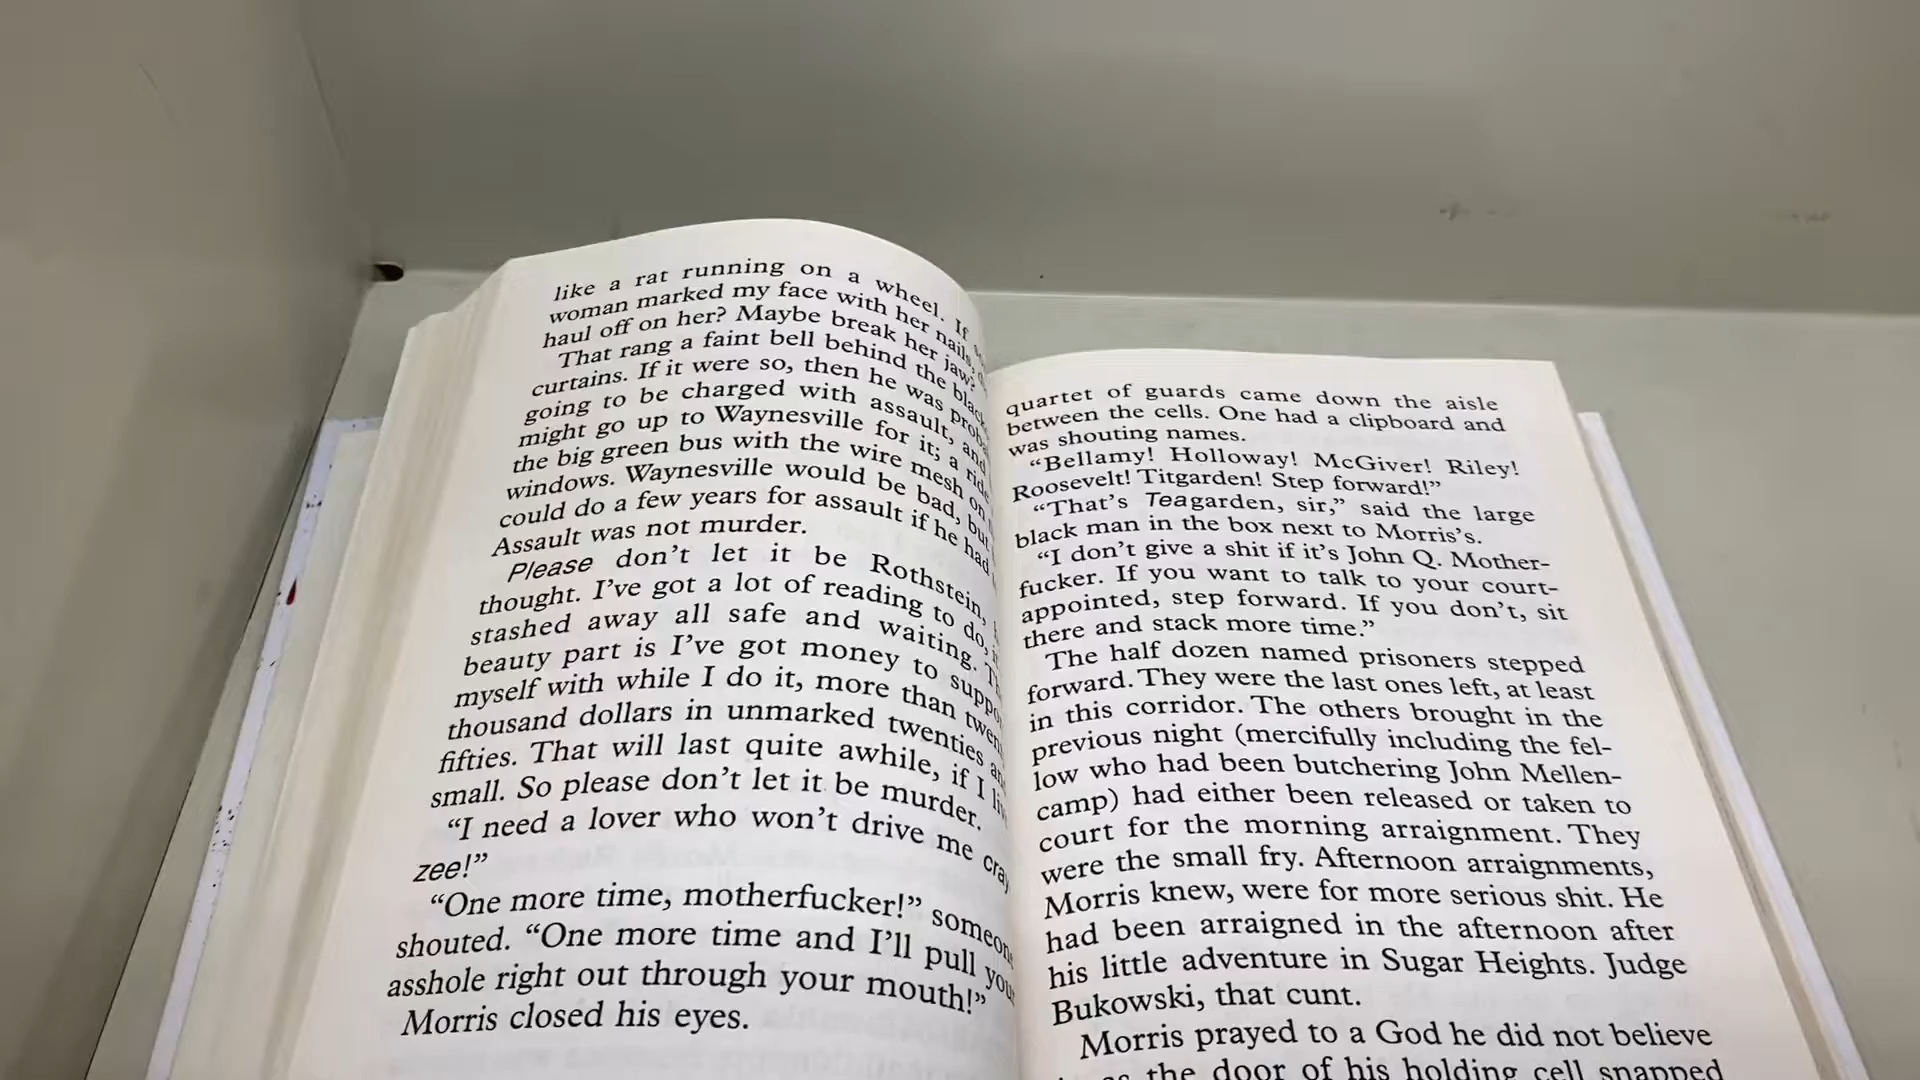 like a rat running on a wheel. If
woman marked my face with her nails,
haul off on her? Maybe break her jaw?
That rang a faint bell behind the
curtains. If it were so, then he was
going to be charged with assault, and
might go up to Waynesville for it; a ride
the big green bus with the wire mesh on
windows. Waynesville would be bad, but
could do a few years for assault if he had
Assault was not murder.
Please don't let it be Rothstein,
thought. I've got a lot of reading to do,
stashed away all safe and waiting.
beauty part is I've got money to
myself with while I do it, more than
thousand dollars in unmarked twenties
fifties. That will last quite awhile, if I
small. So please don't let it be murder.
“I need a lover who won't drive me cray
zee!”
“One more time, motherfucker!”
shouted. “One more time and I'll pull
asshole right out through your mouth!”
Morris closed his eyes.
quartet of guards came down the aisle
between the cells. One had a clipboard and
was shouting names.
“Bellamy! Holloway! McGiver! Riley!
Roosevelt! Titgarden! Step forward!”
“That's Teagarden, sir,” said the large
black man in the box next to Morris's.
“I don't give a shit if it's John Q. Mother-
fucker. If you want to talk to your court-
appointed, step forward. If you don't, sit
there and stack more time.”
The half dozen named prisoners stepped
forward. They were the last ones left, at least
in this corridor. The others brought in the
previous night (mercifully including the fel-
low who had been butchering John Mellen-
camp) had either been released or taken to
court for the morning arraignment. They
were the small fry. Afternoon arraignments,
Morris knew, were for more serious shit. He
had been arraigned in the afternoon after
his little adventure in Sugar Heights. Judge
Bukowski, that cunt.
Morris prayed to a God he did not believe
the door of his holding cell snapped